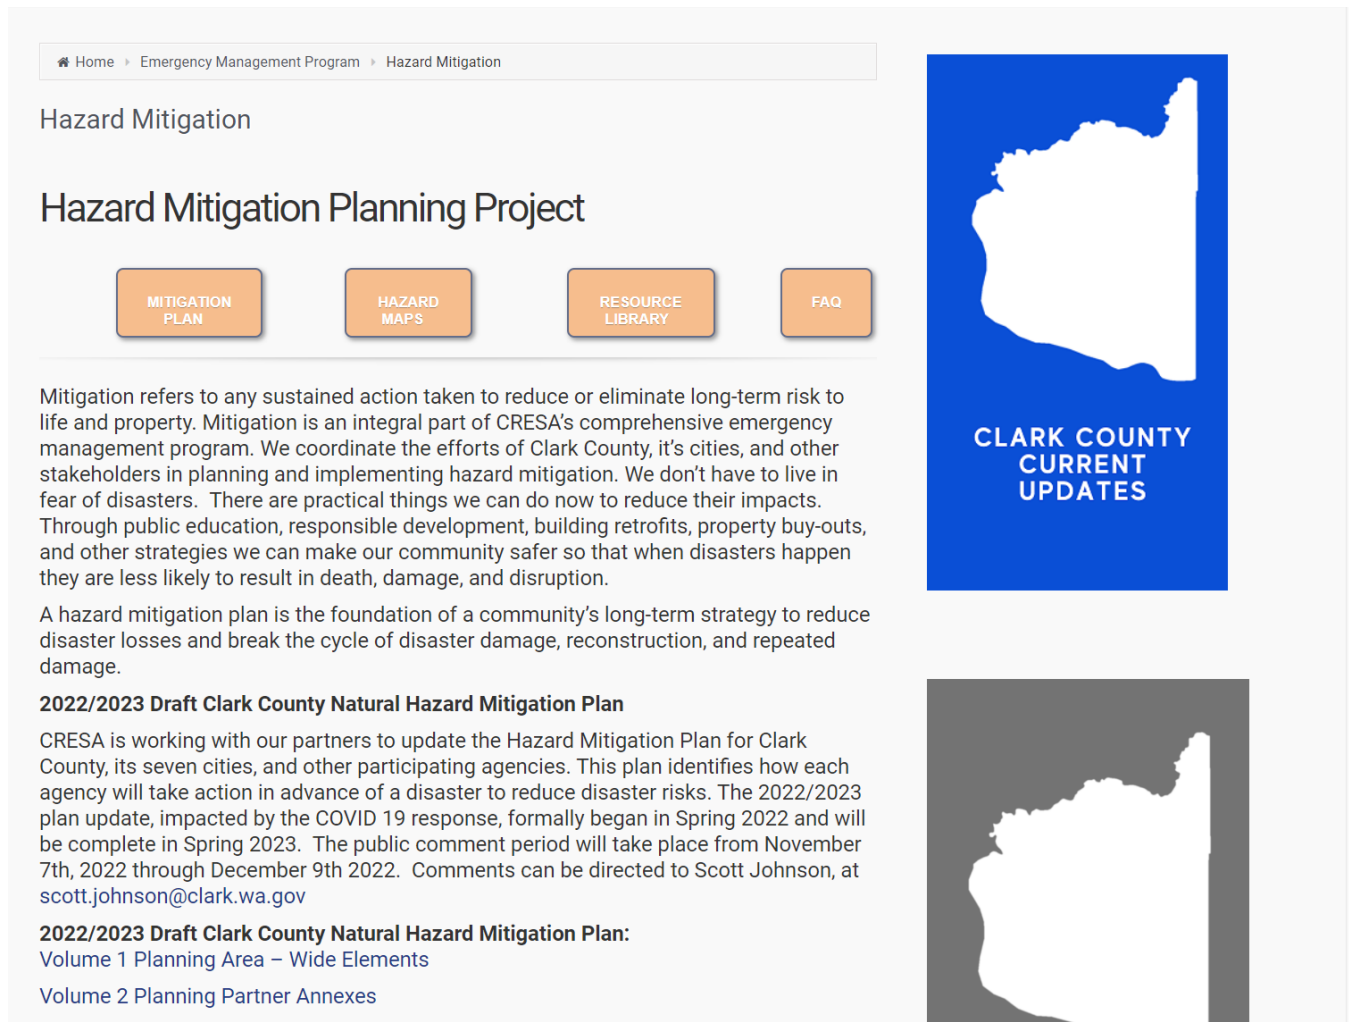 Home Emergency Management Program Hazard Mitigation
Hazard Mitigation
Hazard Mitigation Planning Project
MITIGATION
PLAN
HAZARD
MAPS
RESOURCE
LIBRARY
FAQ
Mitigation refers to any sustained action taken to reduce or eliminate long-term risk to
life and property. Mitigation is an integral part of CRESA’s comprehensive emergency
management program. We coordinate the efforts of Clark County, it’s cities, and other
stakeholders in planning and implementing hazard mitigation. We don’t have to live in
fear of disasters.  There are practical things we can do now to reduce their impacts.
Through public education, responsible development, building retrofits, property buy-outs,
and other strategies we can make our community safer so that when disasters happen
they are less likely to result in death, damage, and disruption.
A hazard mitigation plan is the foundation of a community’s long-term strategy to reduce
disaster losses and break the cycle of disaster damage, reconstruction, and repeated
damage.
2022/2023 Draft Clark County Natural Hazard Mitigation Plan
CRESA is working with our partners to update the Hazard Mitigation Plan for Clark
County, its seven cities, and other participating agencies. This plan identifies how each
agency will take action in advance of a disaster to reduce disaster risks. The 2022/2023
plan update, impacted by the COVID 19 response, formally began in Spring 2022 and will
be complete in Spring 2023.  The public comment period will take place from November
7th, 2022 through December 9th 2022.  Comments can be directed to Scott Johnson, at
scott.johnson@clark.wa.gov
2022/2023 Draft Clark County Natural Hazard Mitigation Plan:
Volume 1 Planning Area – Wide Elements
Volume 2 Planning Partner Annexes
CLARK COUNTY
CURRENT
UPDATES